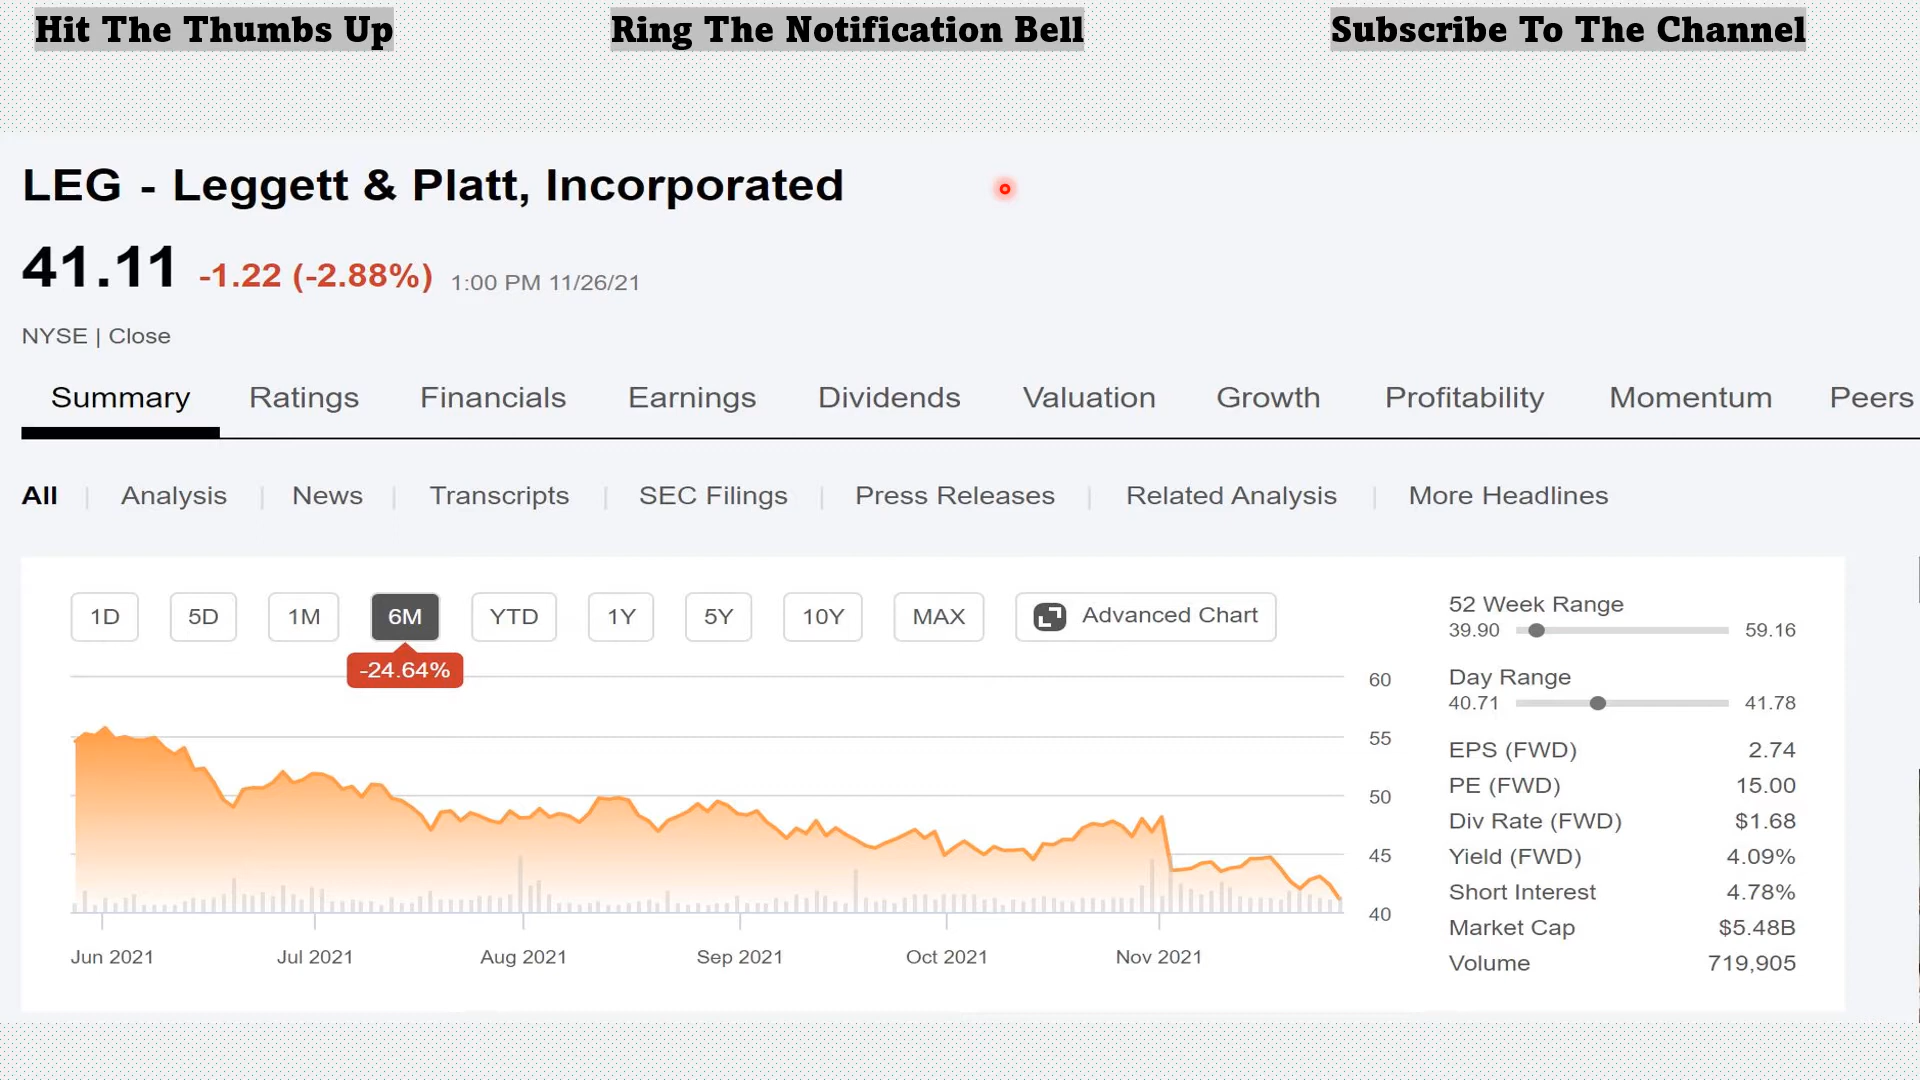 Hit The Thumbs Up
Ring The Notification Bell
Subscribe To The Channel
LEG - Leggett & Platt, Incorporated
41.11 -1.22 (-2.88%) 1:00 PM 11/26/21
NYSE | Close
Summary Ratings Financials Earnings Dividends Valuation Growth Profitability Momentum Peers
All | Analysis | News | Transcripts | SEC Filings | Press Releases | Related Analysis | More Headlines
1D 5D 1M 6M YTD 1Y 5Y 10Y MAX Advanced Chart
-24.64%
60
55
50
45
40
Jun 2021 Jul 2021 Aug 2021 Sep 2021 Oct 2021 Nov 2021
52 Week Range
39.90 59.16
Day Range
40.71 41.78
EPS (FWD) 2.74
PE (FWD) 15.00
Div Rate (FWD) $1.68
Yield (FWD) 4.09%
Short Interest 4.78%
Market Cap $5.48B
Volume 719,905